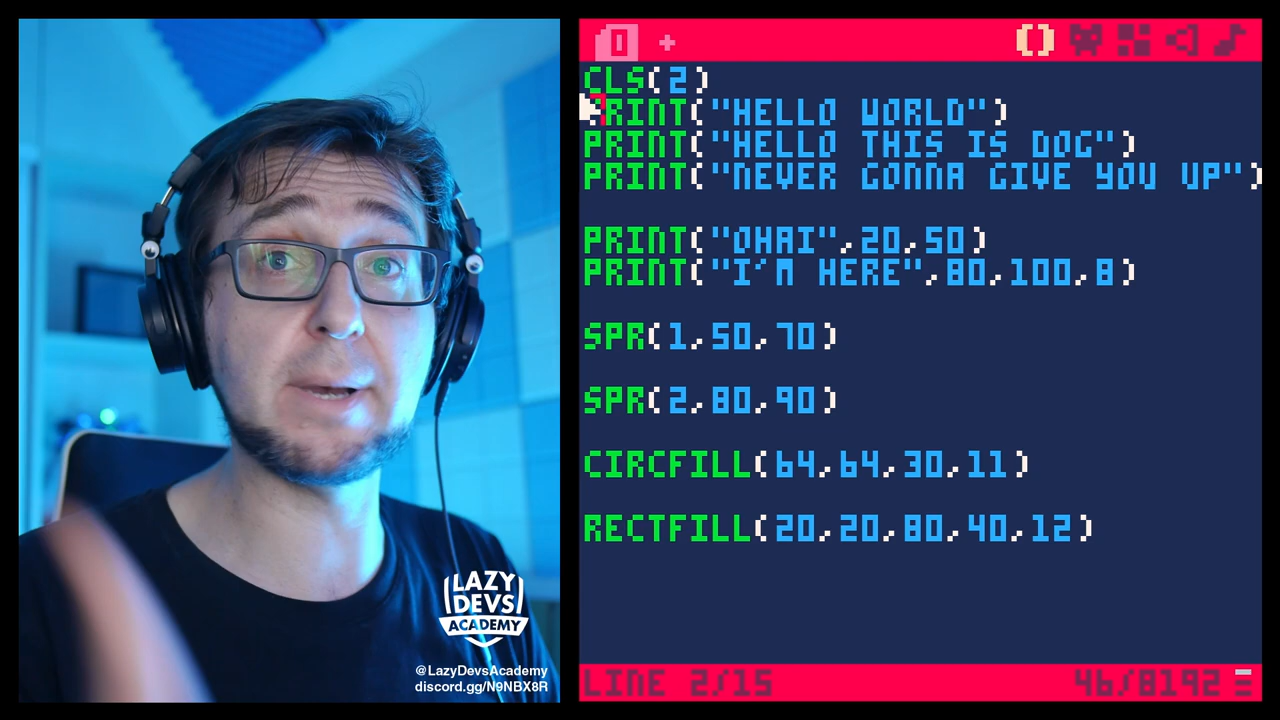 LAZY
DEVS
ACADEMY
@LazyDevsAcademy
discord.gg/N9NBX8R
0 +
CLS(2)
PRINT("HELLO WORLD")
PRINT("HELLO THIS IS DOG")
PRINT("NEVER GONNA GIVE YOU UP")
PRINT("OHAI",20,50)
PRINT("I'M HERE",80,100,8)
SPR(1,50,70)
SPR(2,80,90)
CIRCFILL(64,64,30,11)
RECTFILL(20,20,80,40,12)
LINE 2/15
46/8192